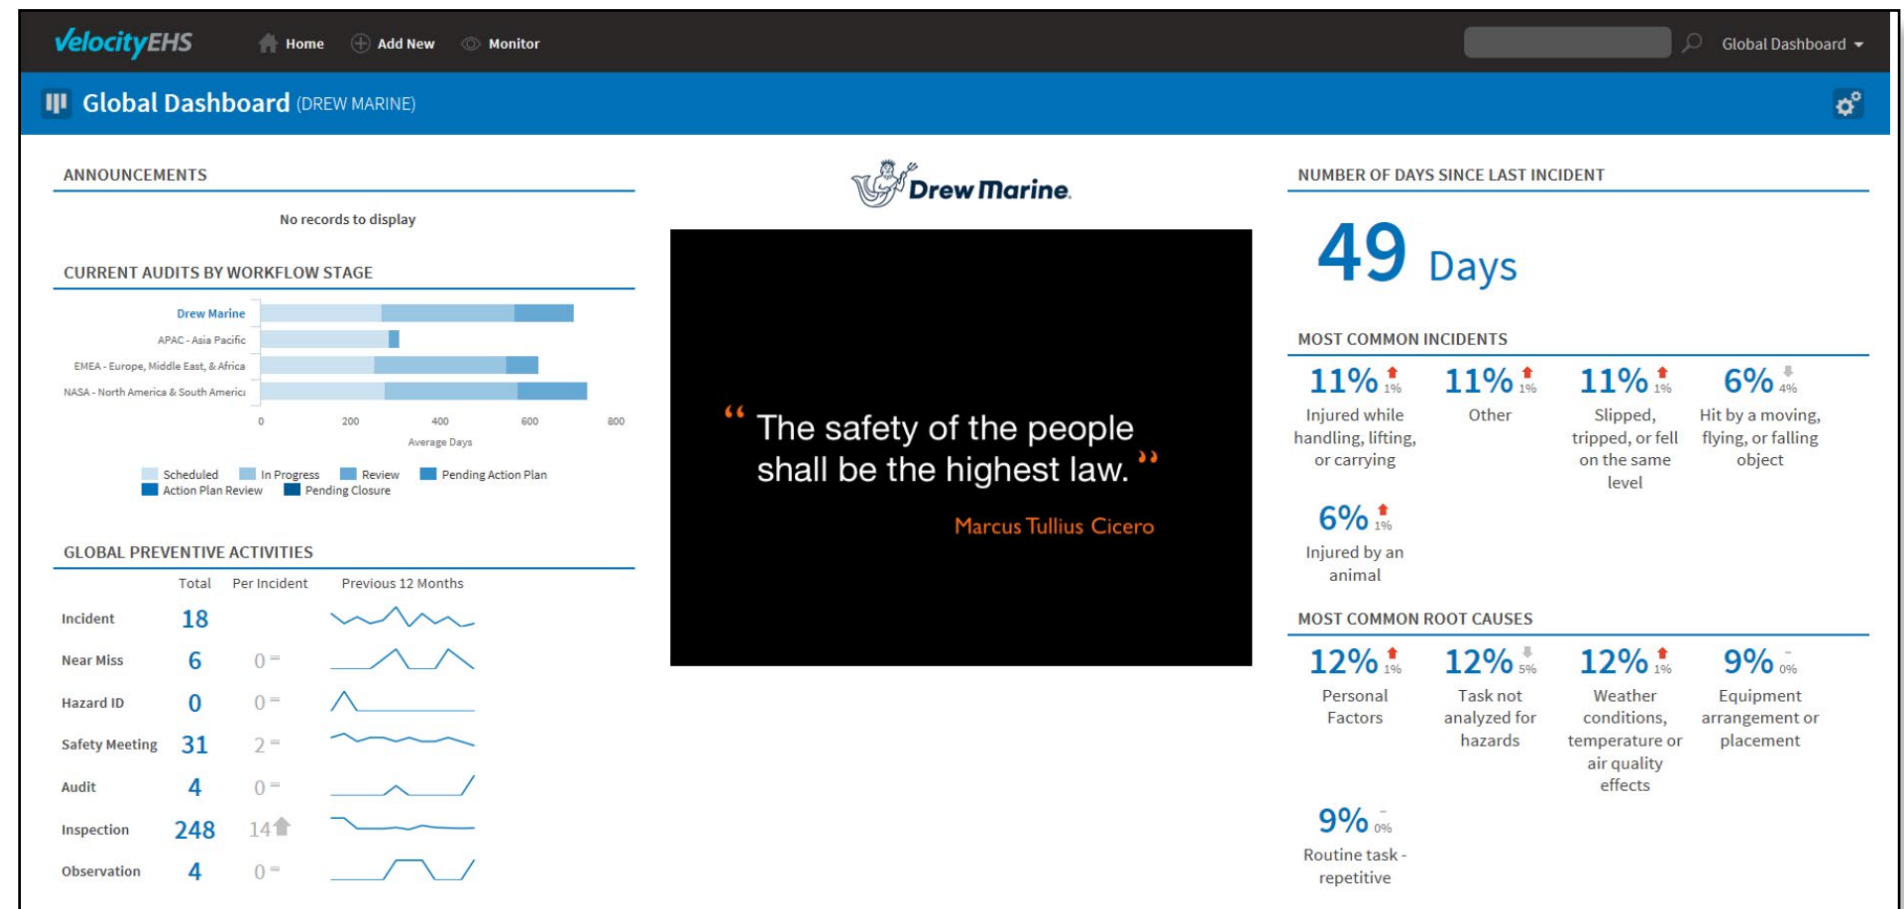 VelocityEHS
Home
Add New
Monitor
Global Dashboard
Global Dashboard (DREW MARINE)
ANNOUNCEMENTS
No records to display
CURRENT AUDITS BY WORKFLOW STAGE
Drew Marine
APAC - Asia Pacific
EMEA - Europe, Middle East, & Africa
NASA - North America & South Americ
0 200 400 600 800
Average Days
Scheduled In Progress Review Pending Action Plan
Action Plan Review Pending Closure
GLOBAL PREVENTIVE ACTIVITIES
Total Per Incident Previous 12 Months
Incident 18
Near Miss 6 0 =
Hazard ID 0 0 =
Safety Meeting 31 2 =
Audit 4 0 =
Inspection 248 14
Observation 4 0 =
Drew Marine.
“ The safety of the people
shall be the highest law. ”
Marcus Tullius Cicero
NUMBER OF DAYS SINCE LAST INCIDENT
49 Days
MOST COMMON INCIDENTS
11% 1%
Injured while
handling, lifting,
or carrying
11% 1%
Other
11% 1%
Slipped,
tripped, or fell
on the same
level
6% 4%
Hit by a moving,
flying, or falling
object
6% 1%
Injured by an
animal
MOST COMMON ROOT CAUSES
12% 1%
Personal
Factors
12% 5%
Task not
analyzed for
hazards
12% 1%
Weather
conditions,
temperature or
air quality
effects
9% 0%
Equipment
arrangement or
placement
9% 0%
Routine task -
repetitive